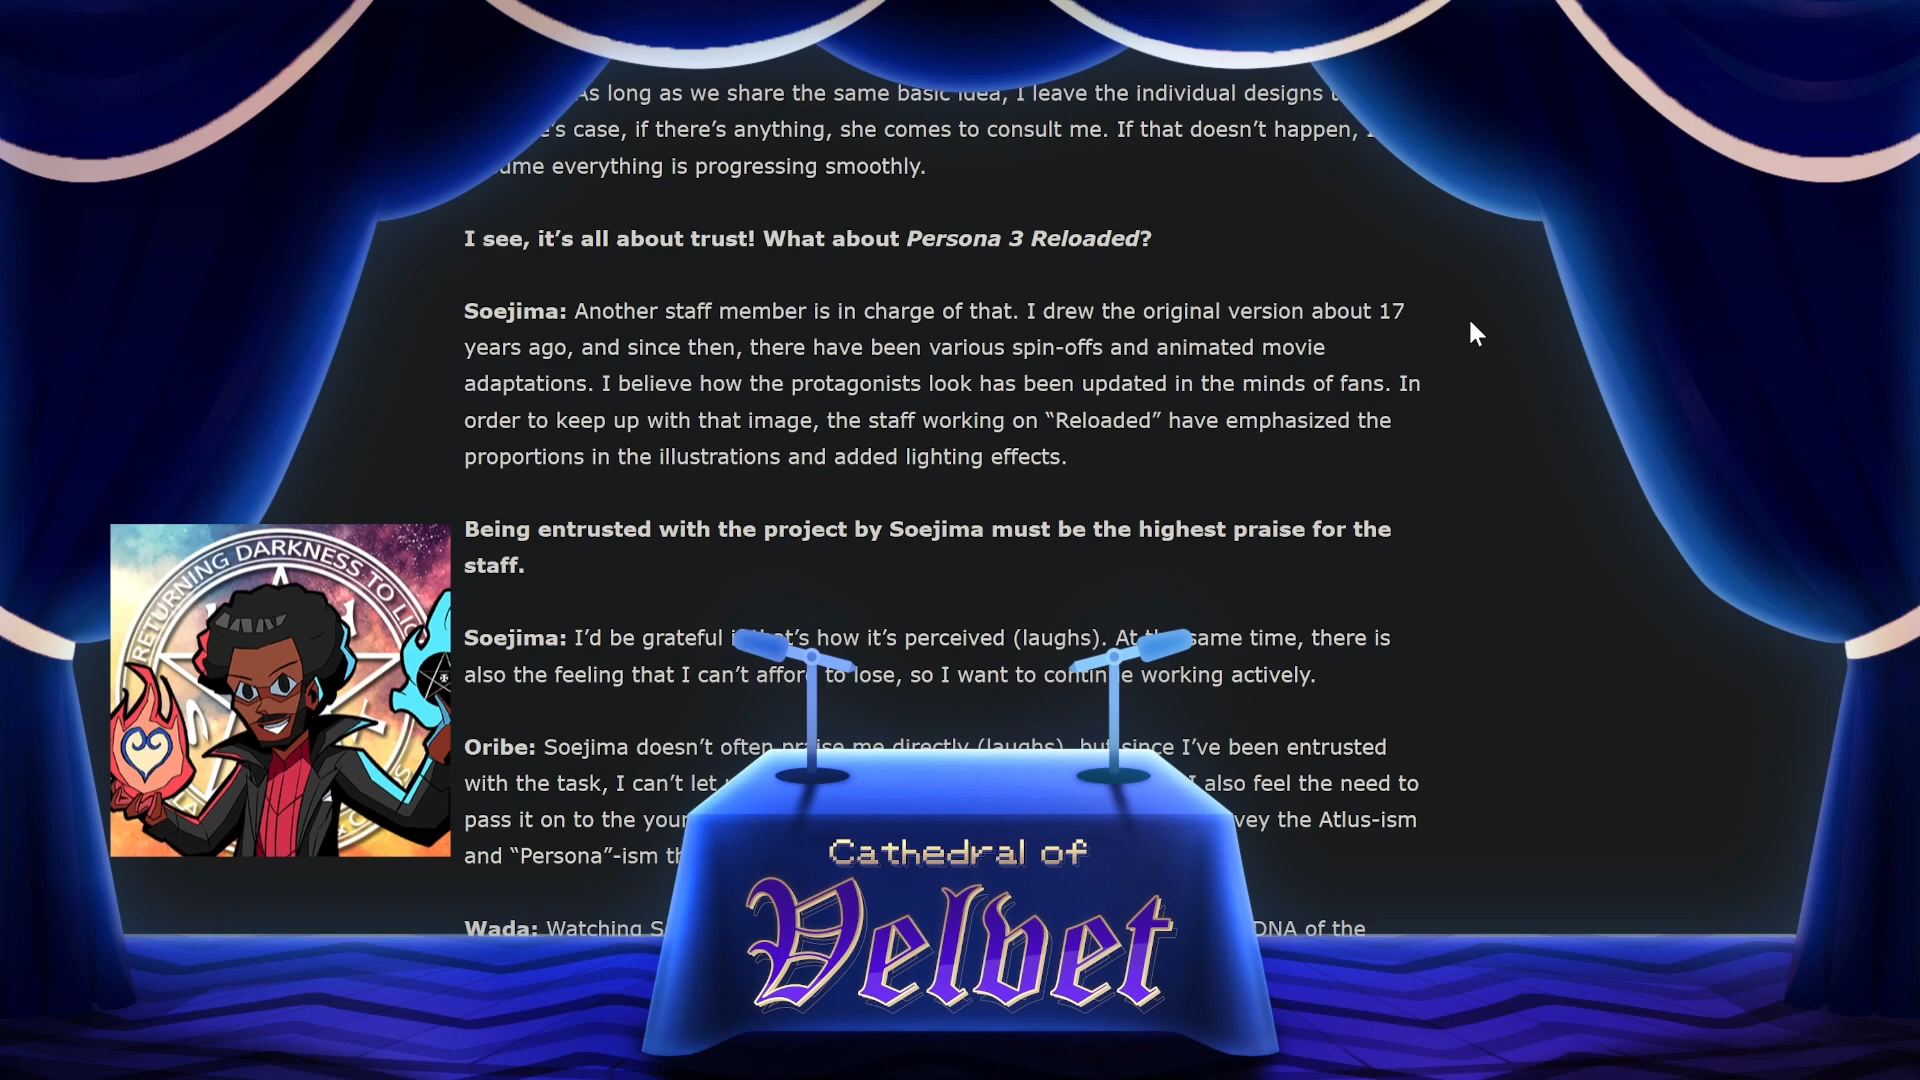 As long as we share the same basic idea, I leave the individual designs
case, if there's anything, she comes to consult me. If that doesn't happen,
everything is progressing smoothly.
I see, it's all about trust! What about Persona 3 Reloaded?
Soejima: Another staff member is in charge of that. I drew the original version about 17
years ago, and since then, there have been various spin-offs and animated movie
adaptations. I believe how the protagonists look has been updated in the minds of fans. In
order to keep up with that image, the staff working on “Reloaded” have emphasized the
proportions in the illustrations and added lighting effects.
Being entrusted with the project by Soejima must be the highest praise for the
staff.
RETURNING DARKNESS TO
Soejima: I'd be grateful if that's how it's perceived (laughs). At the same time, there is
also the feeling that I can't afford to lose, so I want to continue working actively.
Oribe: Soejima doesn't often praise me directly (laughs), but since I've been entrusted
with the task, I can't let also feel the need to
pass it on to the the Atlus-ism
and “Persona”-ism
Wada: Watching DNA of the
Cathedral of
Velvet